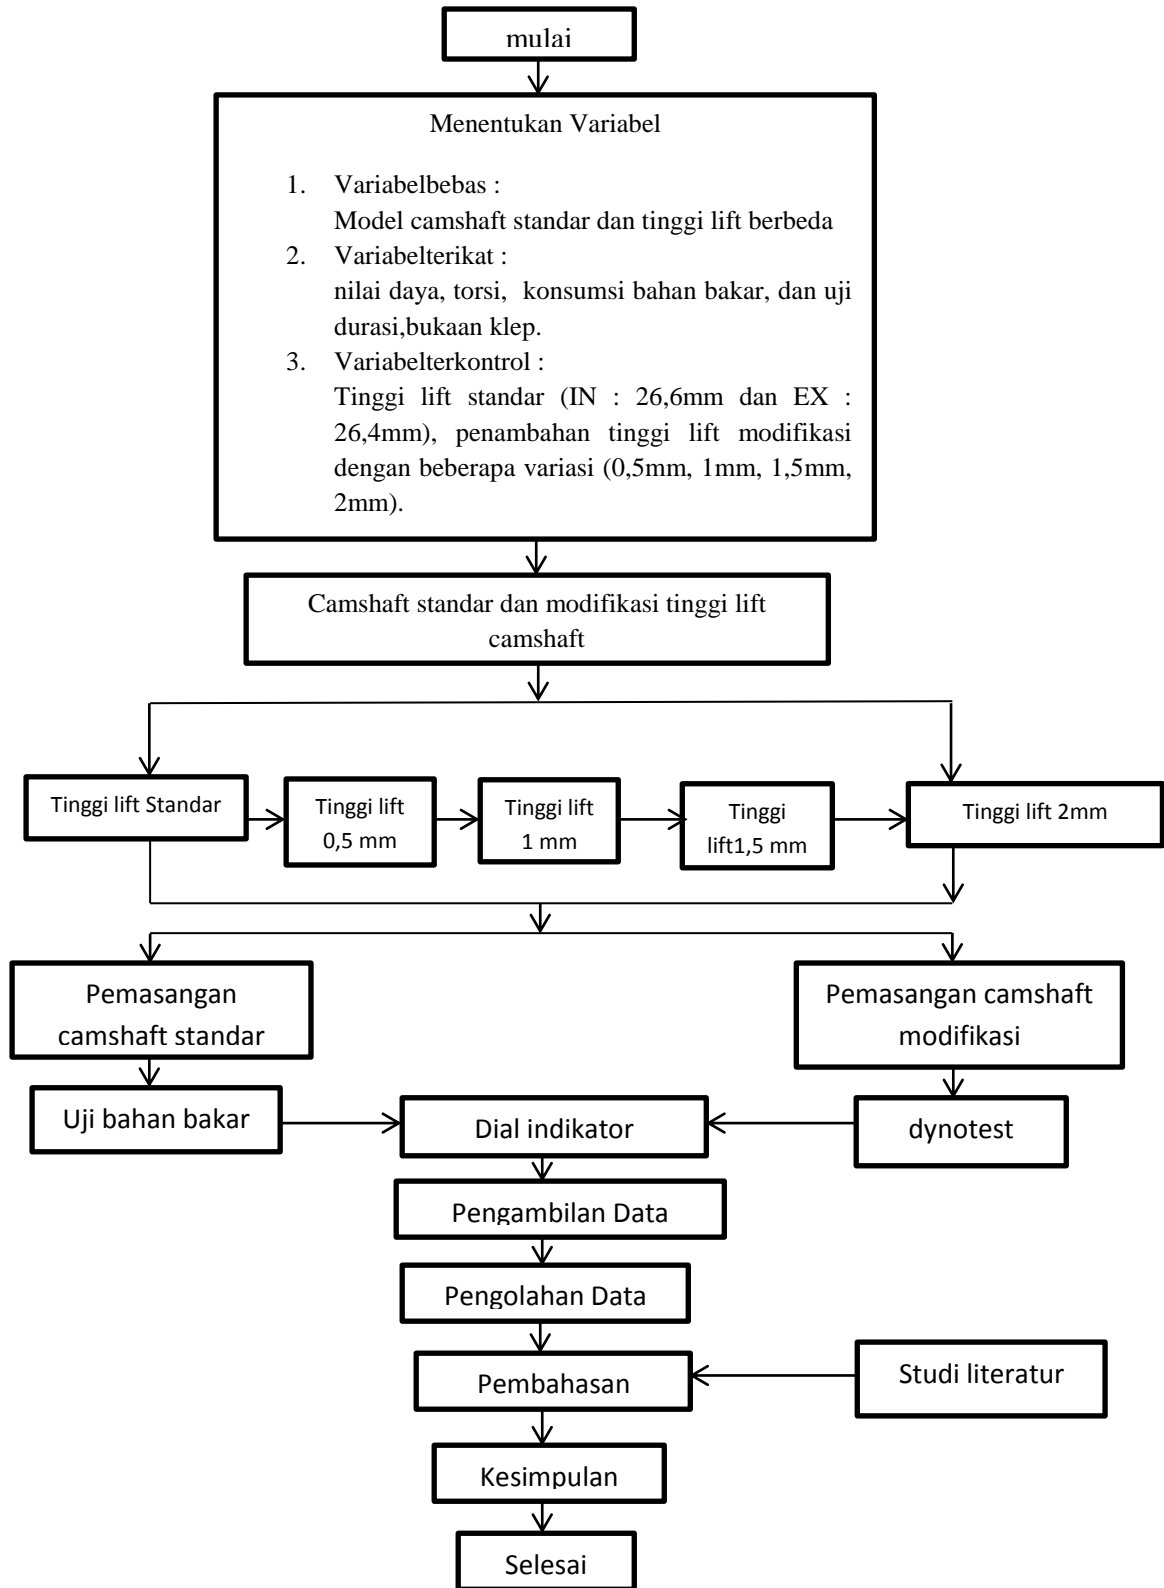 mulai
Menentukan Variabel
1. Variabelbebas :
Model camshaft standar dan tinggi lift berbeda
2. Variabelterikat :
nilai daya, torsi, konsumsi bahan bakar, dan uji
durasi,bukaan klep.
3. Variabelterkontrol :
Tinggi lift standar (IN : 26,6mm dan EX :
26,4mm), penambahan tinggi lift modifikasi
dengan beberapa variasi (0,5mm, 1mm, 1,5mm,
2mm).
Camshaft standar dan modifikasi tinggi lift
camshaft
Tinggi lift Standar
Tinggi lift
0,5 mm
Tinggi lift
1 mm
Tinggi
lift1,5 mm
Tinggi lift 2mm
Pemasangan
camshaft standar
Pemasangan camshaft
modifikasi
Uji bahan bakar
Dial indikator
dynotest
Pengambilan Data
Pengolahan Data
Pembahasan
Studi literatur
Kesimpulan
Selesai